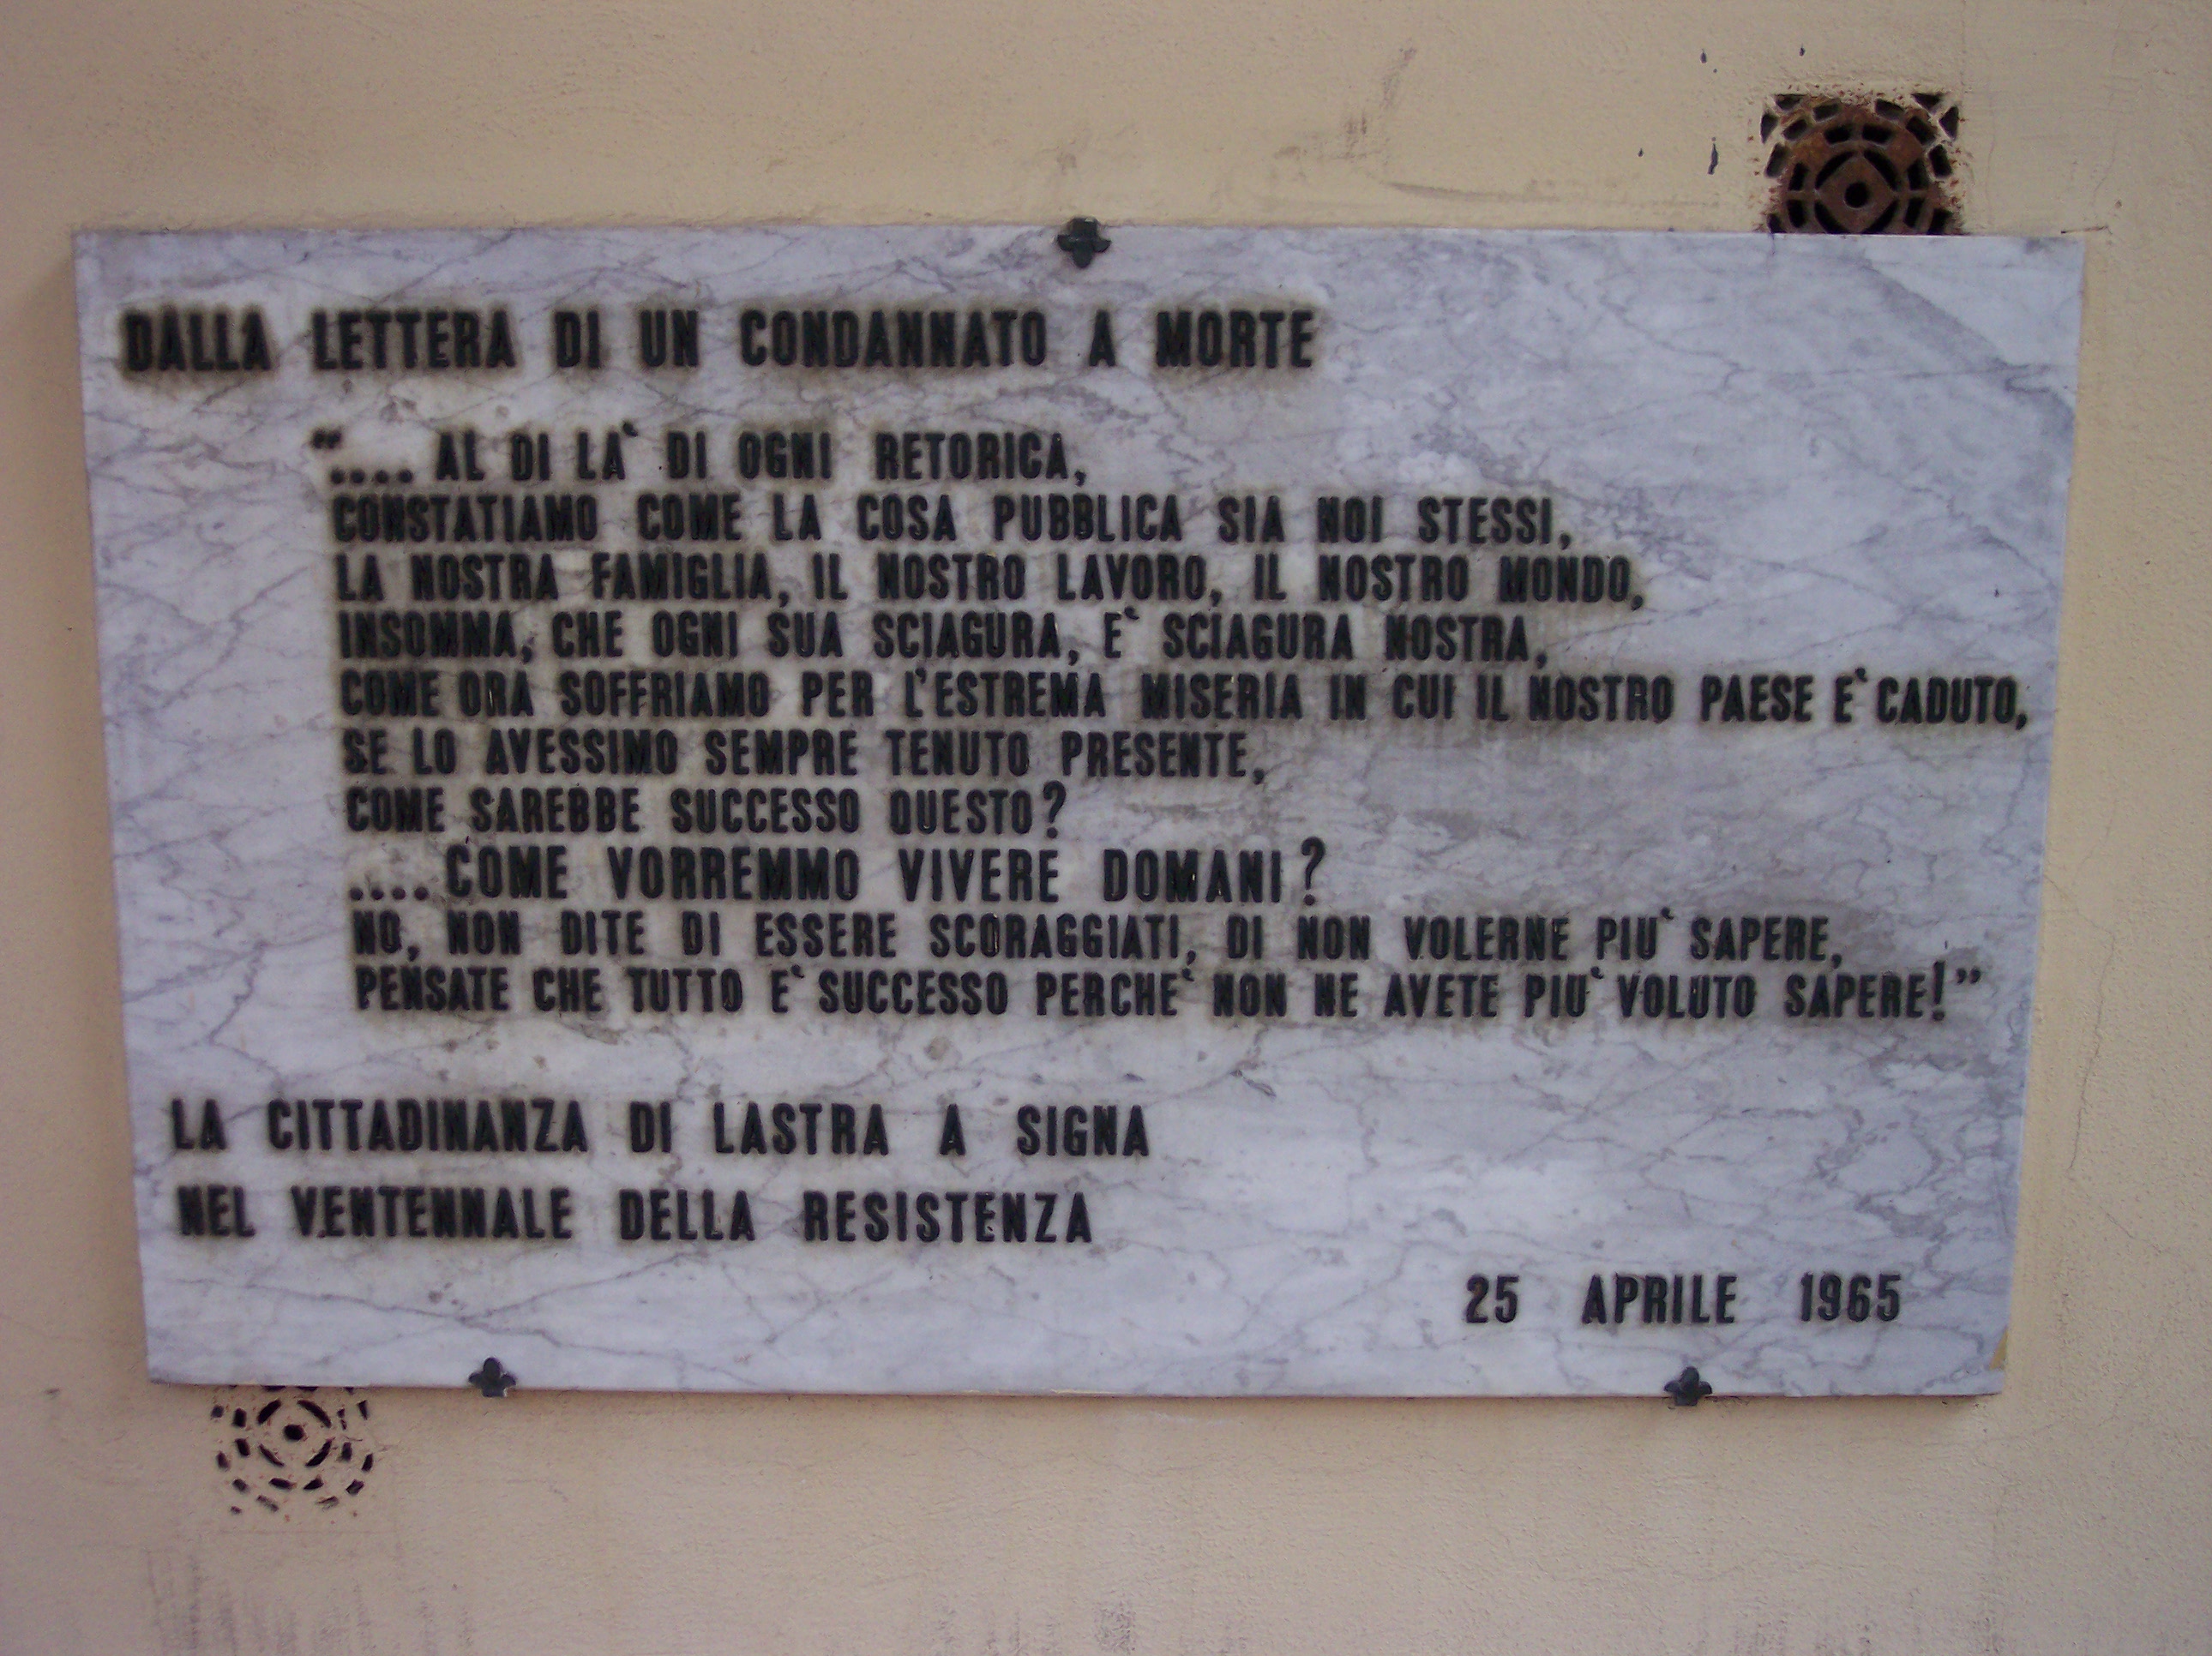 DALLA LETTERA DI UN CONDANNATO A MORTE
“.... AL DI LA` DI OGNI RETORICA,
CONSTATIAMO COME LA COSA PUBBLICA SIA NOI STESSI,
LA NOSTRA FAMIGLIA, IL NOSTRO LAVORO, IL NOSTRO MONDO,
INSOMMA, CHE OGNI SUA SCIAGURA, E` SCIAGURA NOSTRA,
COME ORA SOFFRIAMO PER L'ESTREMA MISERIA IN CUI IL NOSTRO PAESE E` CADUTO,
SE LO AVESSIMO SEMPRE TENUTO PRESENTE,
COME SAREBBE SUCCESSO QUESTO?
....COME VORREMMO VIVERE DOMANI?
NO, NON DITE DI ESSERE SCORAGGIATI, DI NON VOLERNE PIU` SAPERE,
PENSATE CHE TUTTO E` SUCCESSO PERCHE` NON NE AVETE PIU` VOLUTO SAPERE!”
LA CITTADINANZA DI LASTRA A SIGNA
NEL VENTENNALE DELLA RESISTENZA
25 APRILE 1965